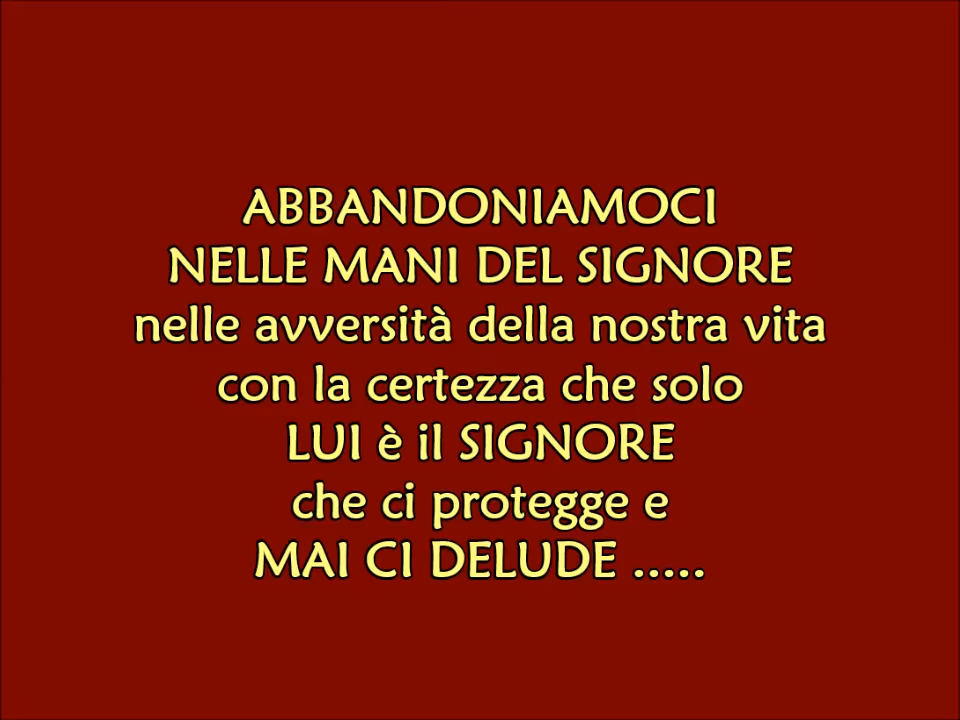 ABBANDONIAMOCI
NELLE MANI DEL SIGNORE
nelle avversità della nostra vita
con la certezza che solo
LUI è il SIGNORE
che ci protegge e
MAI CI DELUDE .....